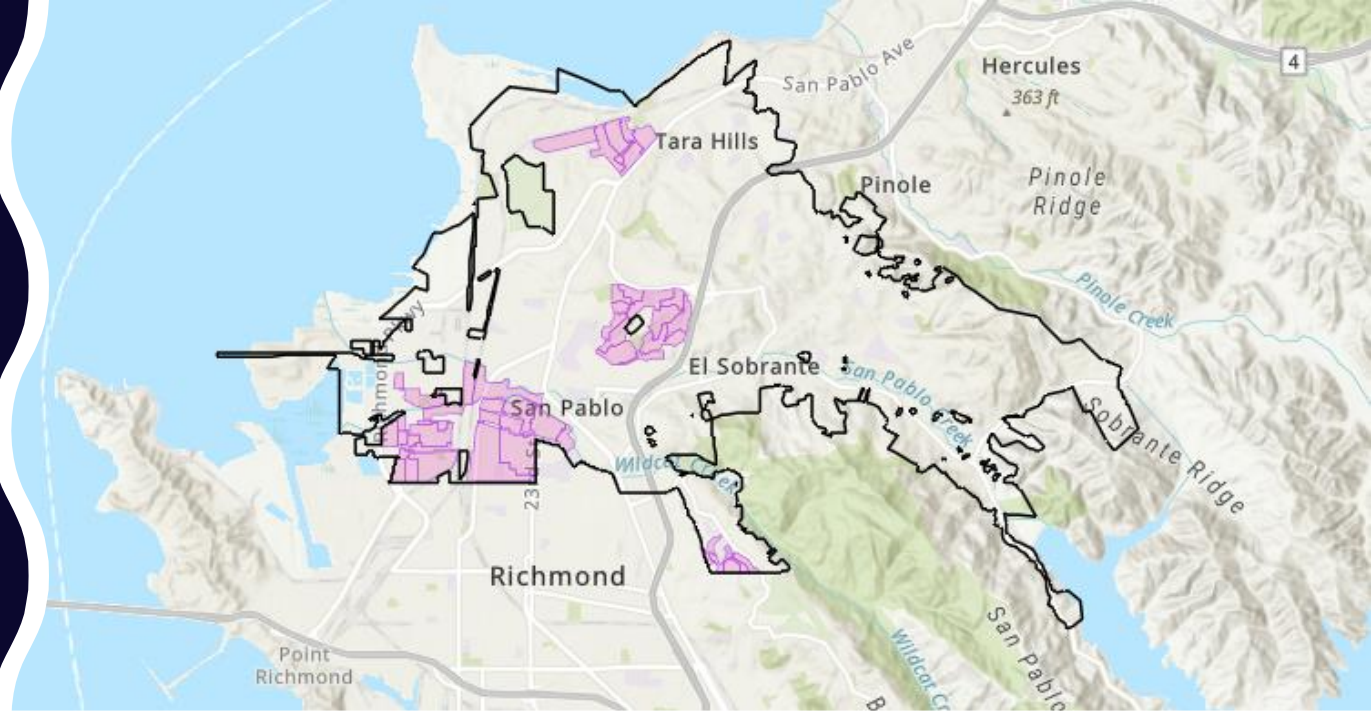 San Pablo Ave
Hercules
363 ft
4
Tara Hills
Pinole
Pinole
Ridge
Pinole Creek
El Sobrante
San Pablo Creek
San Pablo
Sobrante Ridge
Wildcat Creek
23
Richmond
Point
Richmond
San Pablo
Wildcat Cr
B